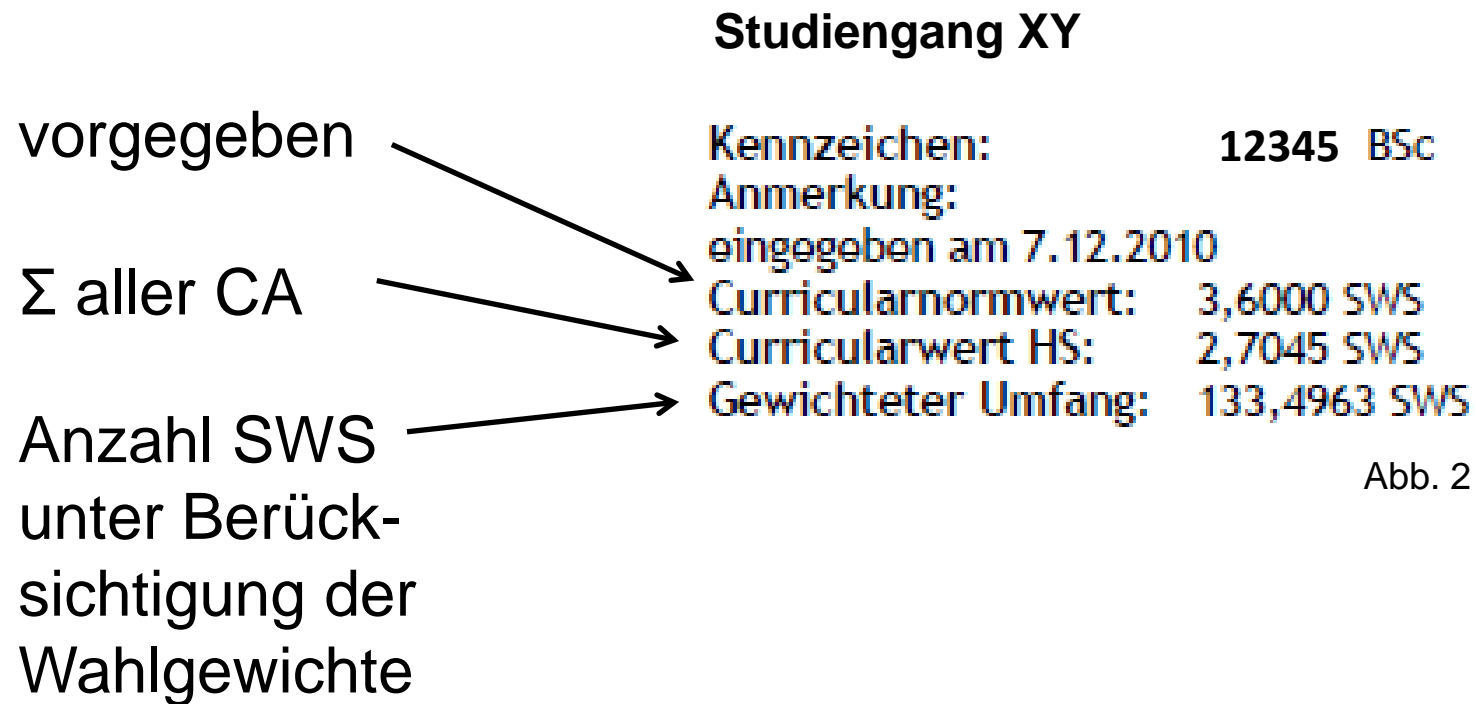 Studiengang XY
vorgegeben
Σ aller CA
Anzahl SWS
unter Berück-
sichtigung der
Wahlgewichte
Kennzeichen: 12345 BSc
Anmerkung:
eingegeben am 7.12.2010
Curricularnormwert: 3,6000 SWS
Curricularwert HS: 2,7045 SWS
Gewichteter Umfang: 133,4963 SWS
Abb. 2